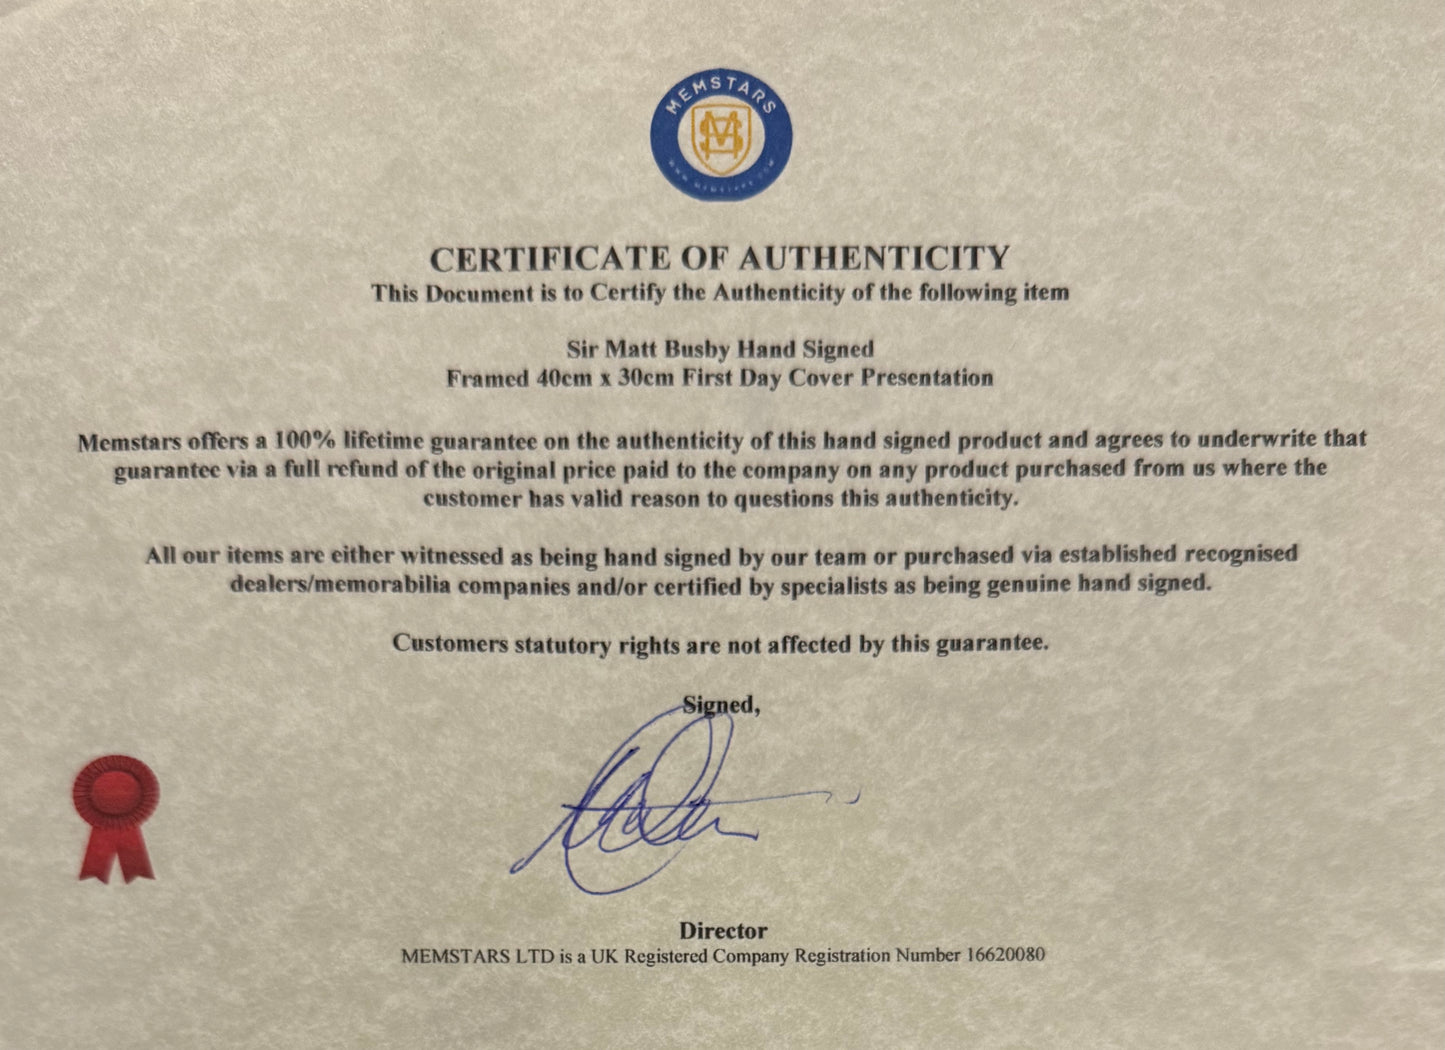 MEMSTARS
WWW.MEMSTARS.COM
CERTIFICATE OF AUTHENTICITY
This Document is to Certify the Authenticity of the following item
Sir Matt Busby Hand Signed
Framed 40cm x 30cm First Day Cover Presentation
Memstars offers a 100% lifetime guarantee on the authenticity of this hand signed product and agrees to underwrite that
guarantee via a full refund of the original price paid to the company on any product purchased from us where the
customer has valid reason to questions this authenticity.
All our items are either witnessed as being hand signed by our team or purchased via established recognised
dealers/memorabilia companies and/or certified by specialists as being genuine hand signed.
Customers statutory rights are not affected by this guarantee.
Signed,
Director
MEMSTARS LTD is a UK Registered Company Registration Number 16620080